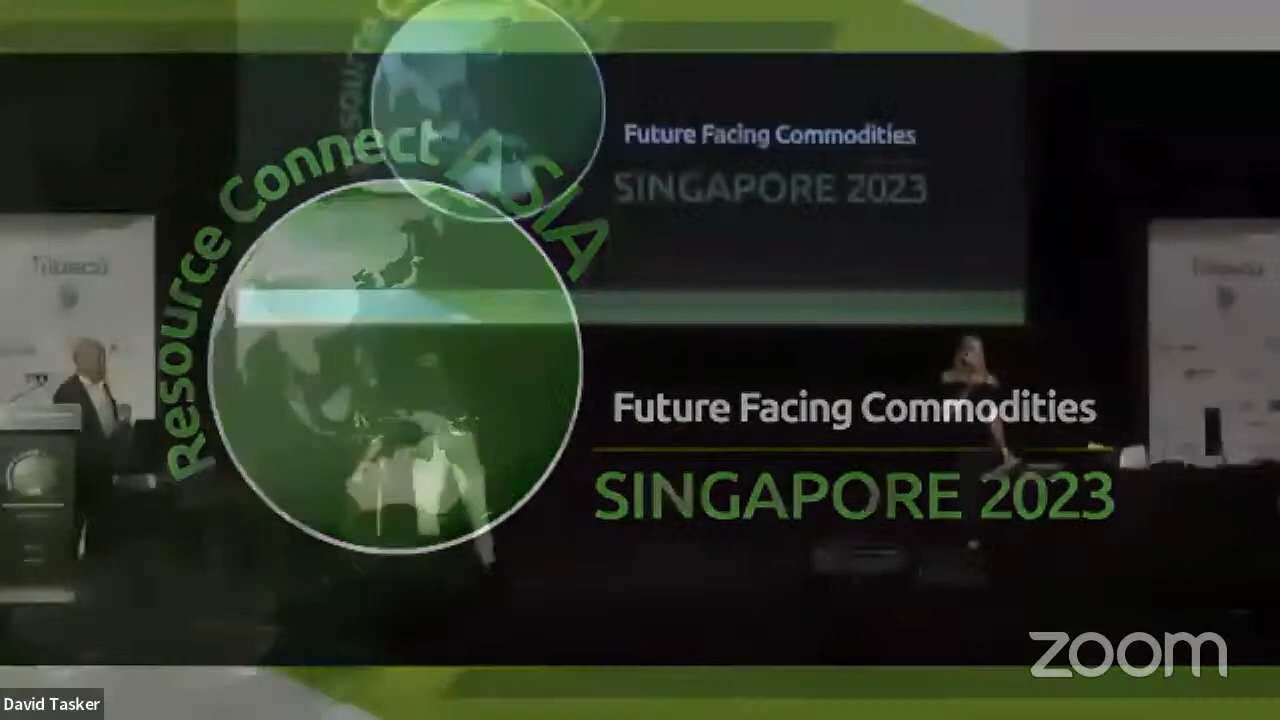 Future Facing Commodities
SINGAPORE 2023
Resource Connect ASIA
Future Facing Commodities
SINGAPORE 2023
zoom
David Tasker